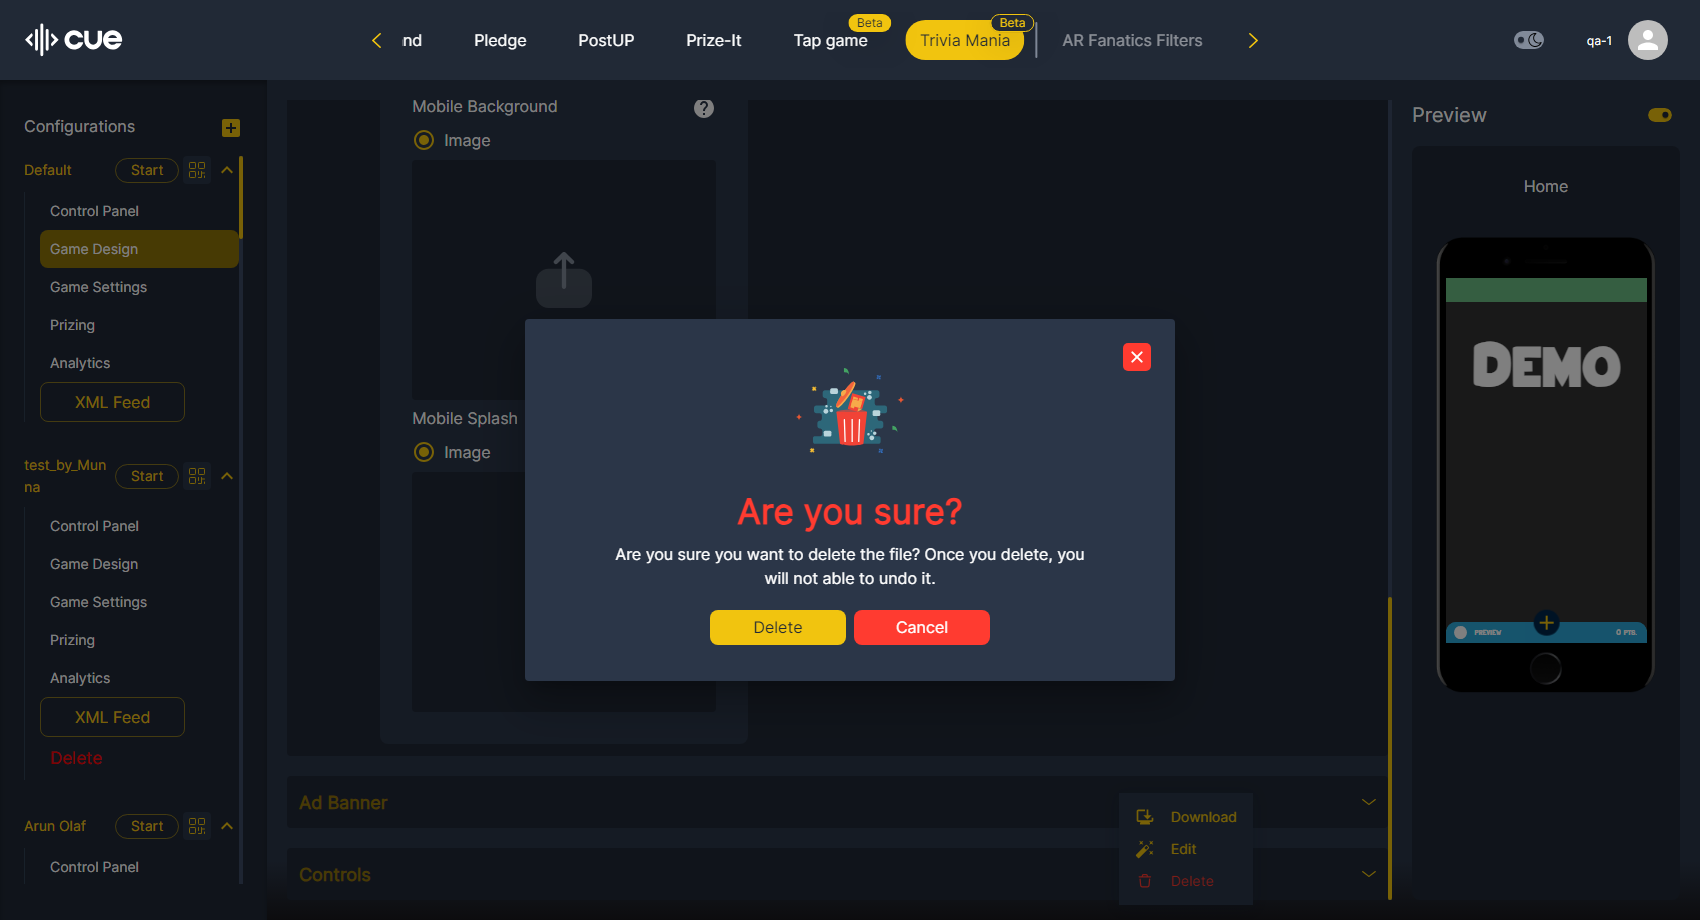 cue
nd
Pledge
PostUP
Prize-It
Beta
Tap game
Beta
Trivia Mania
AR Fanatics Filters
qa-1
Configurations
Default
Start
Control Panel
Game Design
Game Settings
Prizing
Analytics
XML Feed
test_by_Mun
na
Start
Control Panel
Game Design
Game Settings
Prizing
Analytics
XML Feed
Delete
Arun Olaf
Start
Control Panel
Mobile Background
?
Image
Mobile Splash
Image
Are you sure?
Are you sure you want to delete the file? Once you delete, you
will not able to undo it.
Delete
Cancel
Ad Banner
Controls
Download
Edit
Delete
Preview
Home
DEMO
PREVIEW
0 PTS.